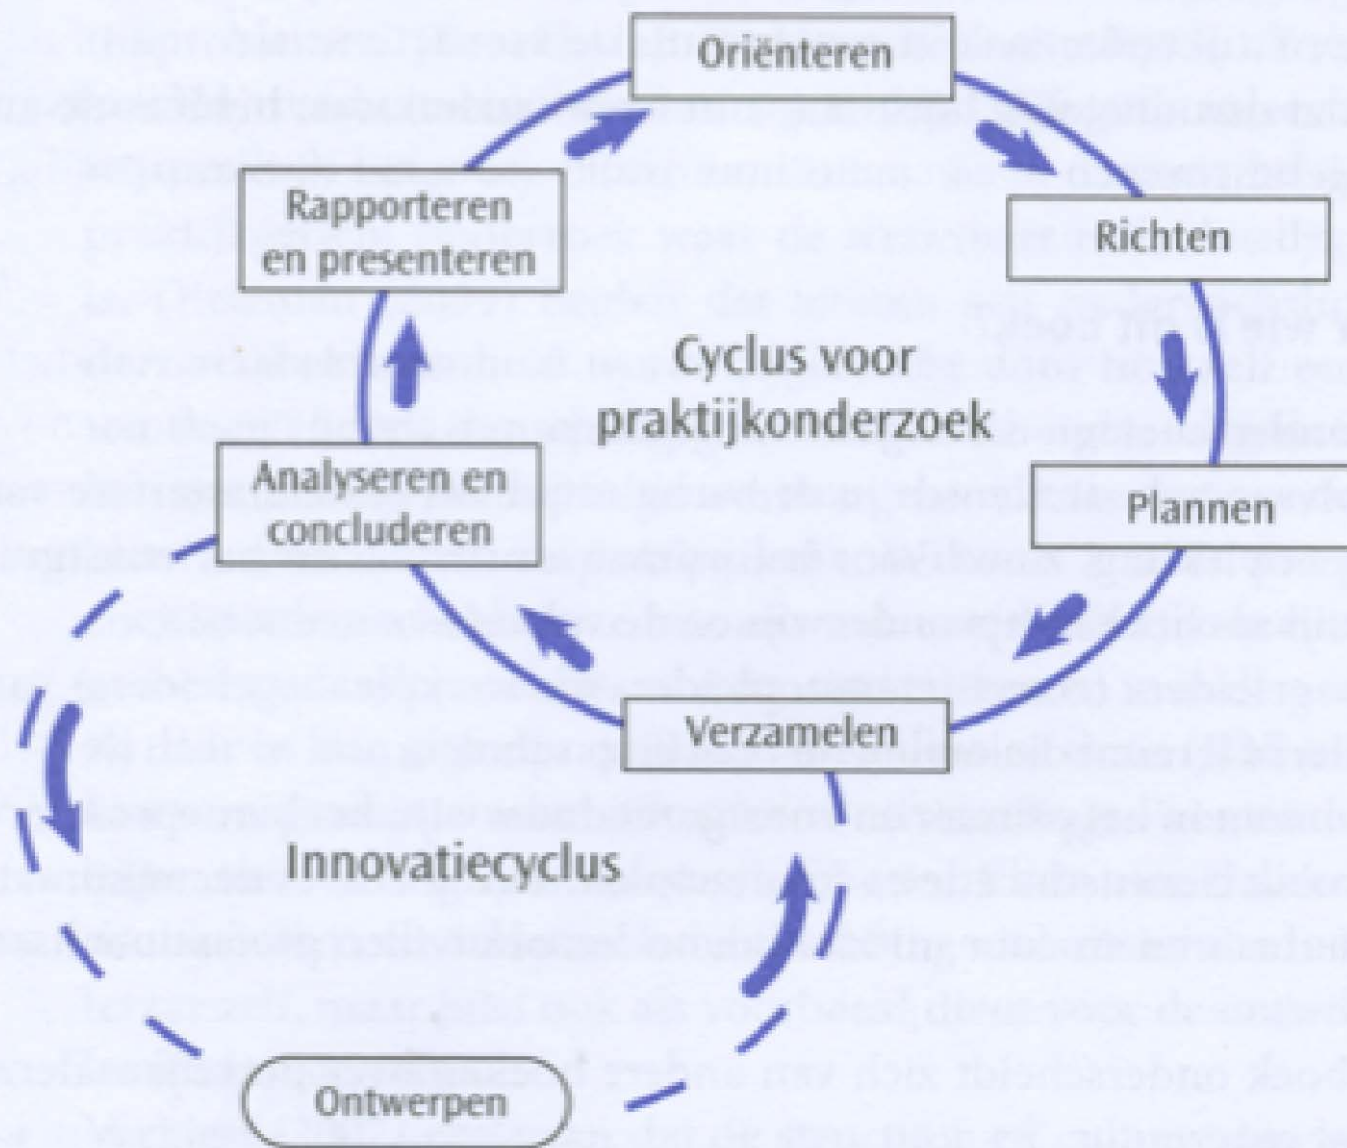 Oriënteren
Rapporteren
en presenteren
Richten
Cyclus voor
praktijkonderzoek
Analyseren en
concluderen
Plannen
Verzamelen
Innovatiecyclus
Ontwerpen